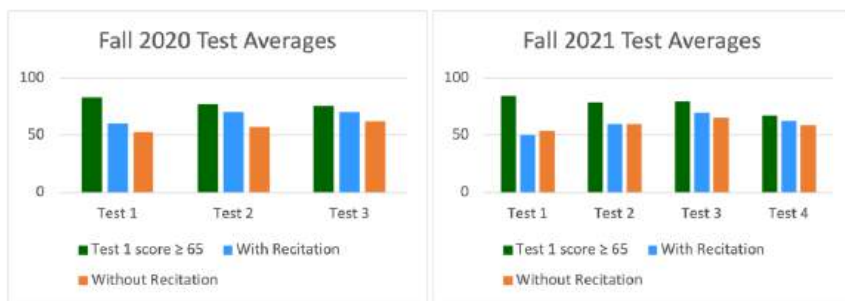 Fall 2020 Test Averages
100
50
0
Test 1 Test 2 Test 3
Test 1 score ≥ 65 With Recitation
Without Recitation
Fall 2021 Test Averages
100
50
0
Test 1 Test 2 Test 3 Test 4
Test 1 score ≥ 65 With Recitation
Without Recitation